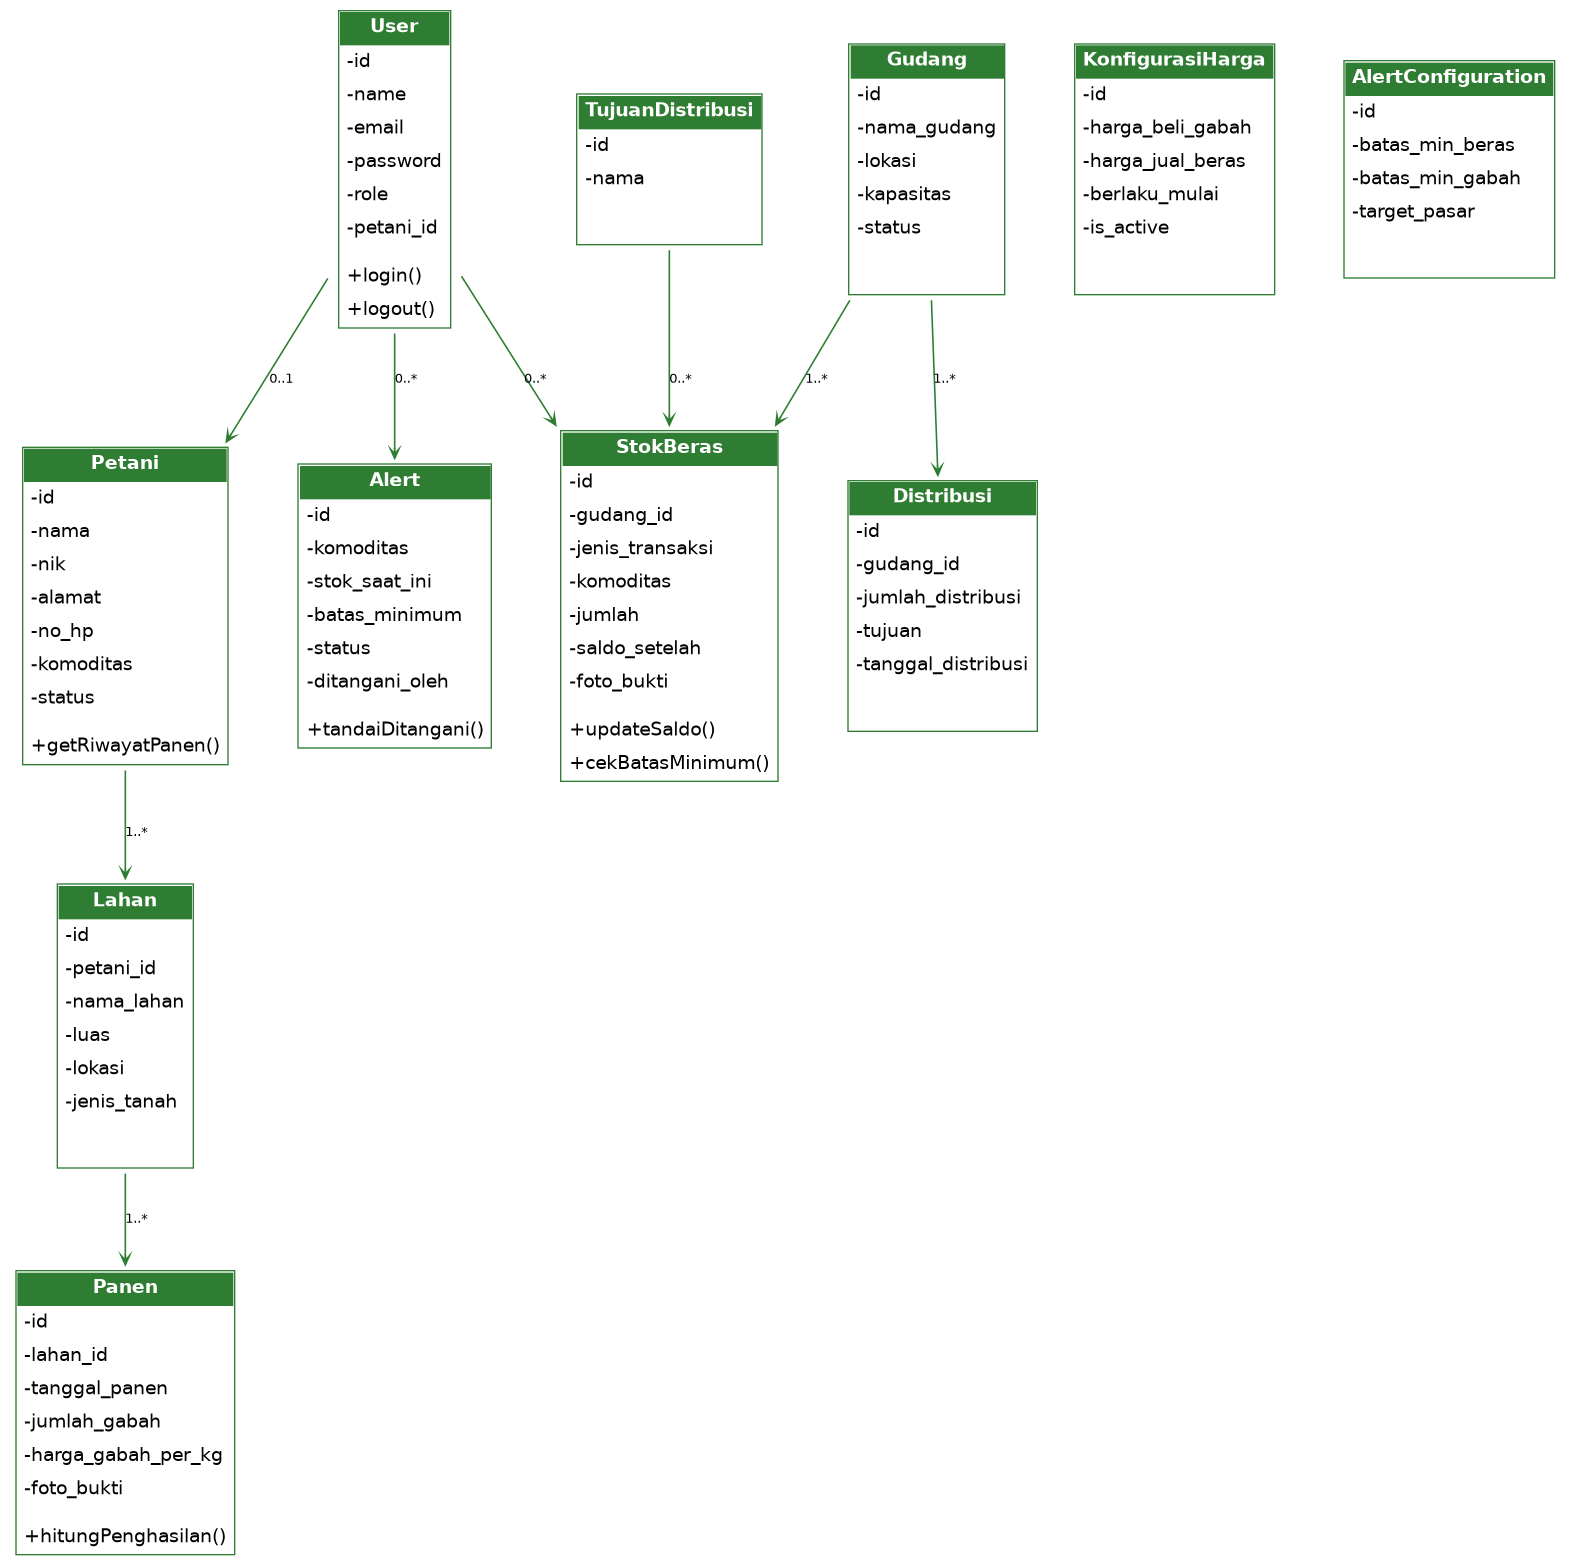 User
-id
-name
-email
-password
-role
-petani_id
+login()
+logout()
TujuanDistribusi
-id
-nama
Gudang
-id
-nama_gudang
-lokasi
-kapasitas
-status
KonfigurasiHarga
-id
-harga_beli_gabah
-harga_jual_beras
-berlaku_mulai
-is_active
AlertConfiguration
-id
-batas_min_beras
-batas_min_gabah
-target_pasar
0..1
0..*
0..*
0..*
1..*
1..*
Petani
-id
-nama
-nik
-alamat
-no_hp
-komoditas
-status
+getRiwayatPanen()
Alert
-id
-komoditas
-stok_saat_ini
-batas_minimum
-status
-ditangani_oleh
+tandaiDitangani()
StokBeras
-id
-gudang_id
-jenis_transaksi
-komoditas
-jumlah
-saldo_setelah
-foto_bukti
+updateSaldo()
+cekBatasMinimum()
Distribusi
-id
-gudang_id
-jumlah_distribusi
-tujuan
-tanggal_distribusi
1..*
Lahan
-id
-petani_id
-nama_lahan
-luas
-lokasi
-jenis_tanah
1..*
Panen
-id
-lahan_id
-tanggal_panen
-jumlah_gabah
-harga_gabah_per_kg
-foto_bukti
+hitungPenghasilan()